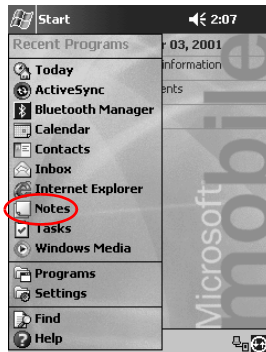 Start 2:07
Recent Programs r 03, 2001
Today information
ActiveSync ents
Bluetooth Manager
Calendar
Contacts
Inbox
Internet Explorer
Notes
Tasks
Windows Media
Programs
Settings
Find
Help
Microsoft
mobile